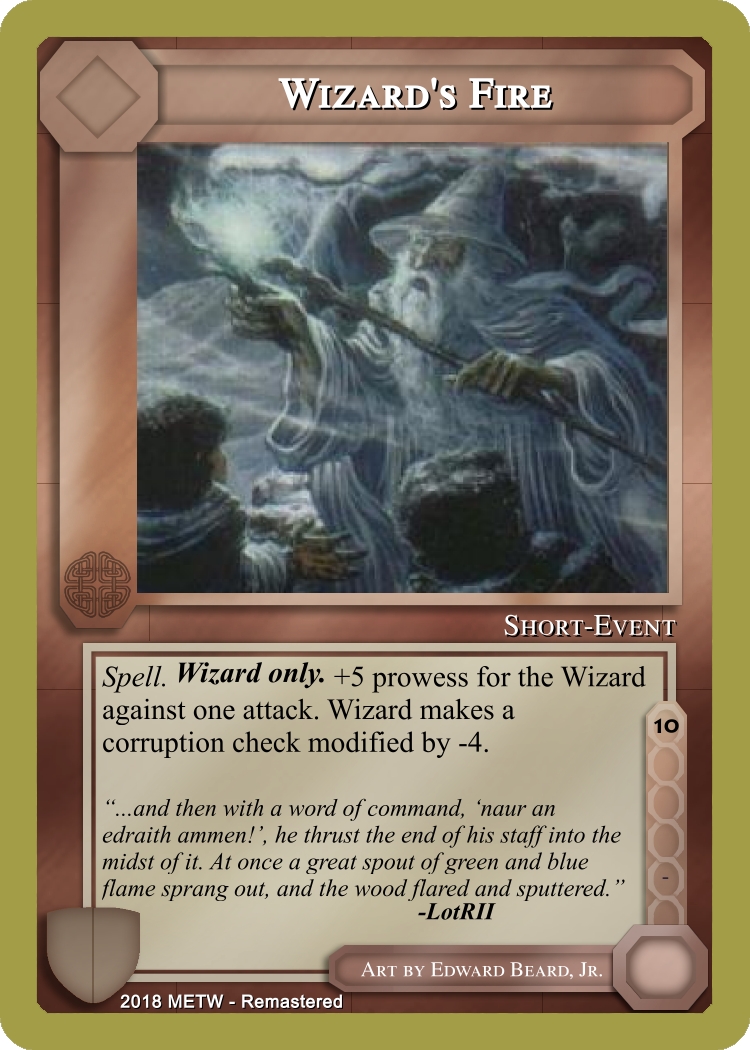 Wizard's Fire
Short-Event
Spell. Wizard only. +5 prowess for the Wizard
against one attack. Wizard makes a
corruption check modified by -4.
10
“...and then with a word of command, ‘naur an
edraith ammen!’, he thrust the end of his staff into the
midst of it. At once a great spout of green and blue
flame sprang out, and the wood flared and sputtered.”
-LotRII
-
Art by Edward Beard, Jr.
2018 METW - Remastered